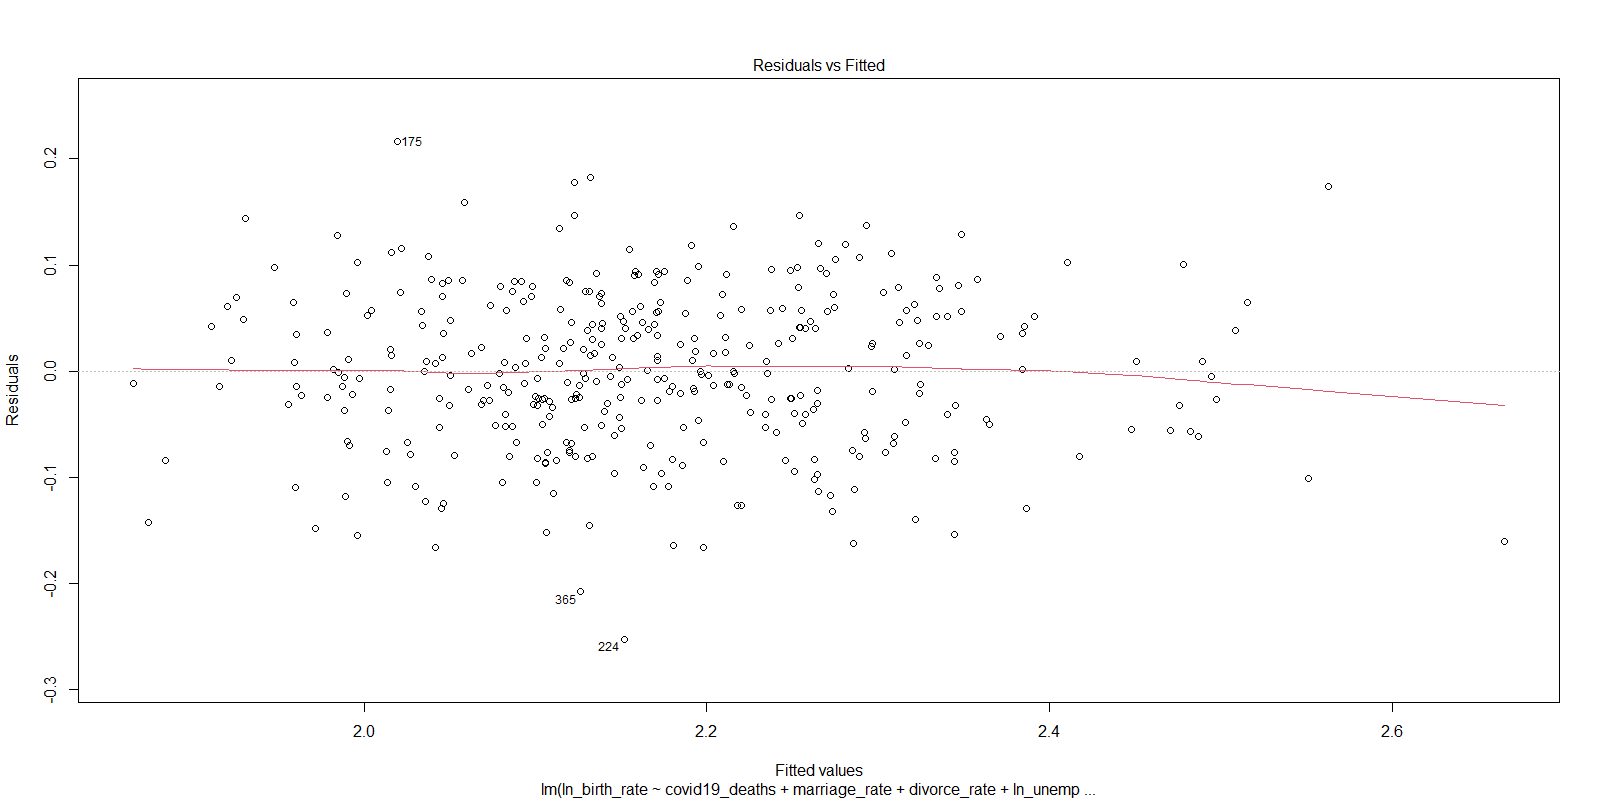 Residuals vs Fitted
175
365
224
Residuals
0.2
0.1
0.0
-0.1
-0.2
-0.3
2.0 2.2 2.4 2.6
Fitted values
lm(ln_birth_rate ~ covid19_deaths + marriage_rate + divorce_rate + ln_unemp ...